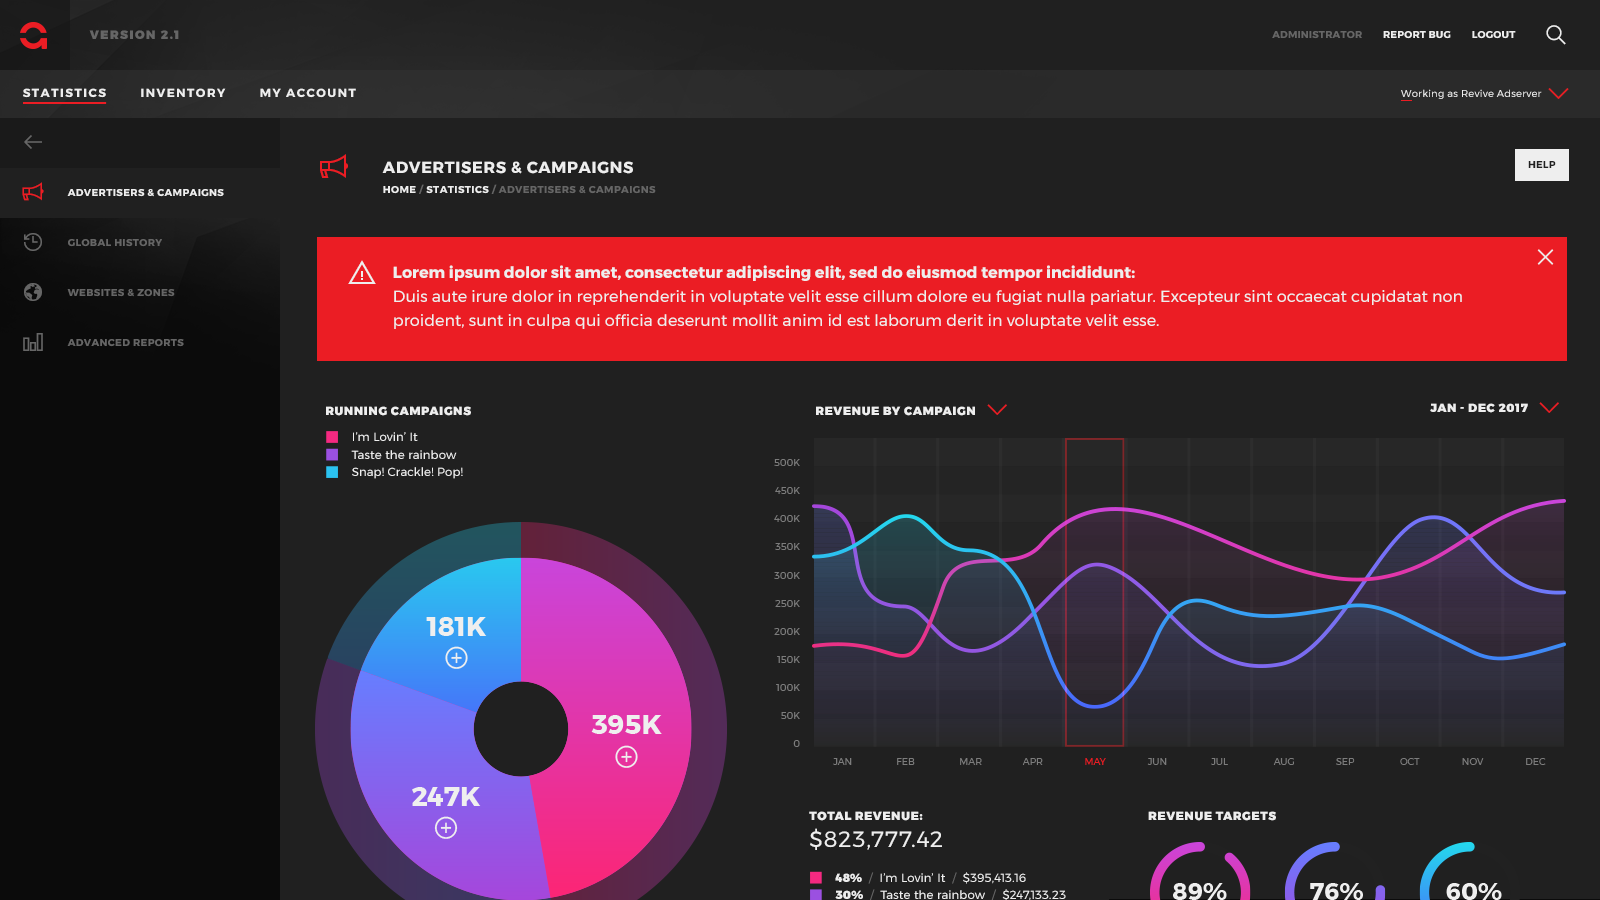 VERSION 2.1
ADMINISTRATOR
REPORT BUG
LOGOUT
STATISTICS
INVENTORY
MY ACCOUNT
Working as Revive Adserver
ADVERTISERS & CAMPAIGNS
GLOBAL HISTORY
WEBSITES & ZONES
ADVANCED REPORTS
ADVERTISERS & CAMPAIGNS
HOME / STATISTICS / ADVERTISERS & CAMPAIGNS
HELP
Lorem ipsum dolor sit amet, consectetur adipiscing elit, sed do eiusmod tempor incididunt:
Duis aute irure dolor in reprehenderit in voluptate velit esse cillum dolore eu fugiat nulla pariatur. Excepteur sint occaecat cupidatat non
proident, sunt in culpa qui officia deserunt mollit anim id est laborum derit in voluptate velit esse.
RUNNING CAMPAIGNS
I'm Lovin' It
Taste the rainbow
Snap! Crackle! Pop!
181K
395K
247K
REVENUE BY CAMPAIGN
JAN - DEC 2017
500K
450K
400K
350K
300K
250K
200K
150K
100K
50K
0
JAN FEB MAR APR MAY JUN JUL AUG SEP OCT NOV DEC
TOTAL REVENUE:
$823,777.42
48% / I'm Lovin' It / $395,413.16
30% / Taste the rainbow / $247,133.23
REVENUE TARGETS
89%
76%
60%